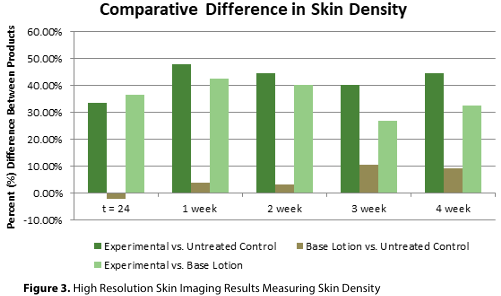 Comparative Difference in Skin Density
Percent (%) Difference Between Products
60.00%
50.00%
40.00%
30.00%
20.00%
10.00%
0.00%
-10.00%
t = 24
1 week
2 week
3 week
4 week
Experimental vs. Untreated Control
Base Lotion vs. Untreated Control
Experimental vs. Base Lotion
Figure 3. High Resolution Skin Imaging Results Measuring Skin Density